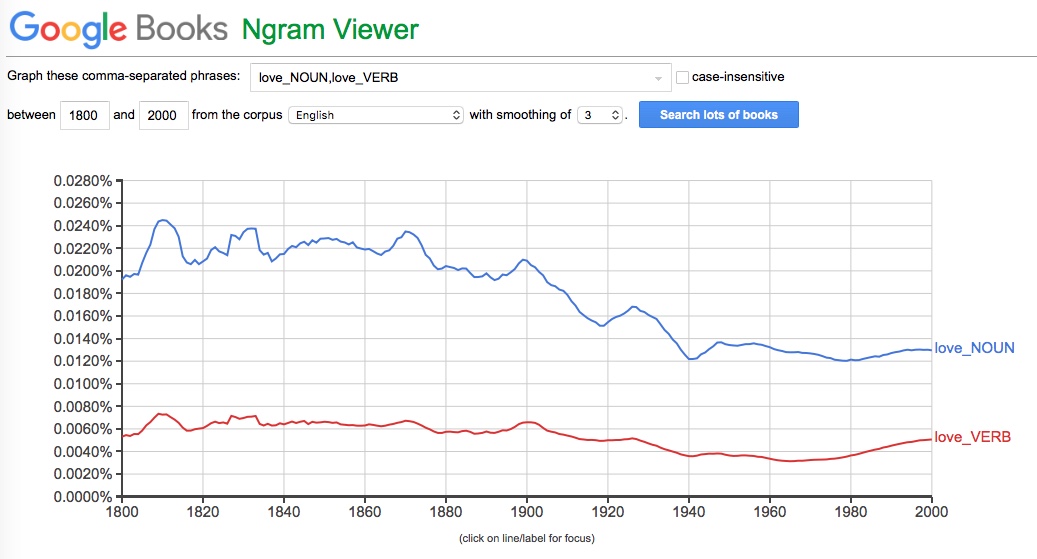 Google Books Ngram Viewer
Graph these comma-separated phrases: love_NOUN,love_VERB case-insensitive
between 1800 and 2000 from the corpus English with smoothing of 3 . Search lots of books
0.0280%
0.0260%
0.0240%
0.0220%
0.0200%
0.0180%
0.0160%
0.0140%
love_NOUN
0.0120%
0.0100%
0.0080%
0.0060%
love_VERB
0.0040%
0.0020%
0.0000%
1800 1820 1840 1860 1880 1900 1920 1940 1960 1980 2000
(click on line/label for focus)